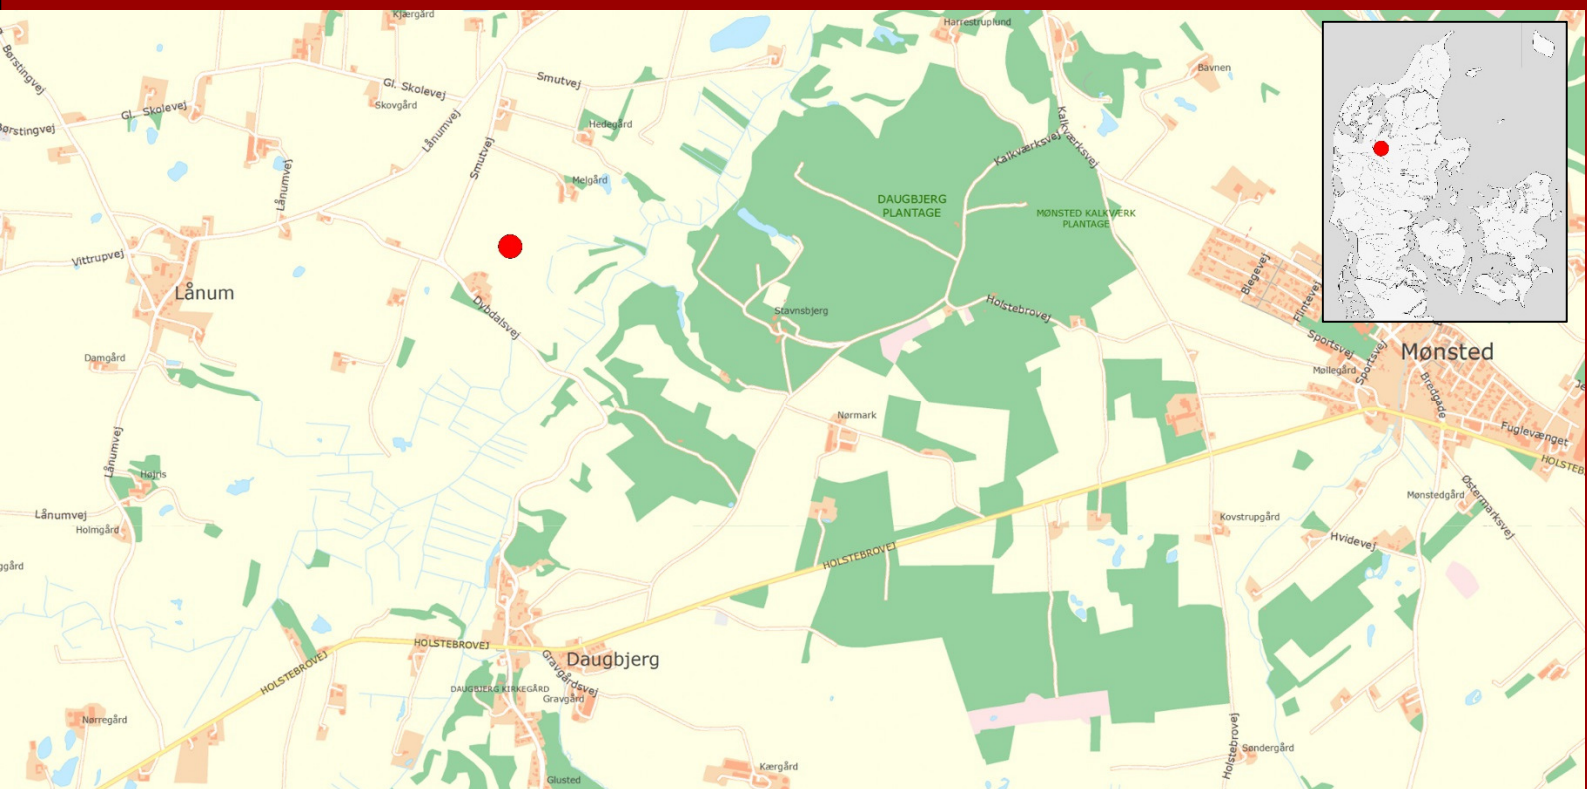 Kjærgård
Harrestruplund
Børstingvej
Smutvej
Bavnen
Gl. Skolevej
Skovgård
Gl. Skolevej
Lånumvej
Hedegård
Kalkværksvej
Kalkværksvej
Smutvej
Lånumvej
Melgård
DAUGBJERG
PLANTAGE
MØNSTED KALKVÆRK
PLANTAGE
Vittrupvej
Blegevej
Lånum
Flintevej
Dybdalsvej
Stavnsbjerg
Holstebrovej
Sportsvej
Mønsted
Damgård
Møllegård
Sportsvej
Bredgade
Nørmark
Fuglevænget
Lånumvej
HOLSTEB
Højris
Østermarksvej
Mønstedgård
Lånumvej
Holmgård
Kovstrupgård
Hvidevej
HOLSTEBROVEJ
ggård
HOLSTEBROVEJ
Daugbjerg
HOLSTEBROVEJ
Gravgårdsvej
DAUGBJERG KIRKEGÅRD
Gravgård
Nørregård
Holstebrovej
Søndergård
Kærgård
Glusted